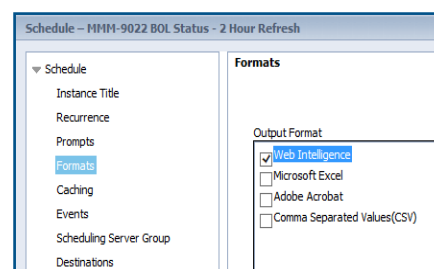 Schedule – MMM-9022 BOL Status - 2 Hour Refresh
Schedule
Instance Title
Recurrence
Prompts
Formats
Caching
Events
Scheduling Server Group
Destinations
Formats
Output Format
Web Intelligence
Microsoft Excel
Adobe Acrobat
Comma Separated Values(CSV)